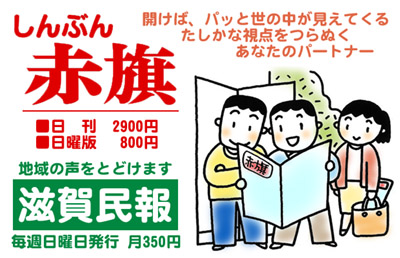 しんぶん
赤旗
■日　刊　2900円
■日曜版　800円
地域の声をとどけます
滋賀民報
毎週日曜日発行 月350円
開けば、パッと世の中が見えてくる
たしかな視点をつらぬく
あなたのパートナー
赤旗